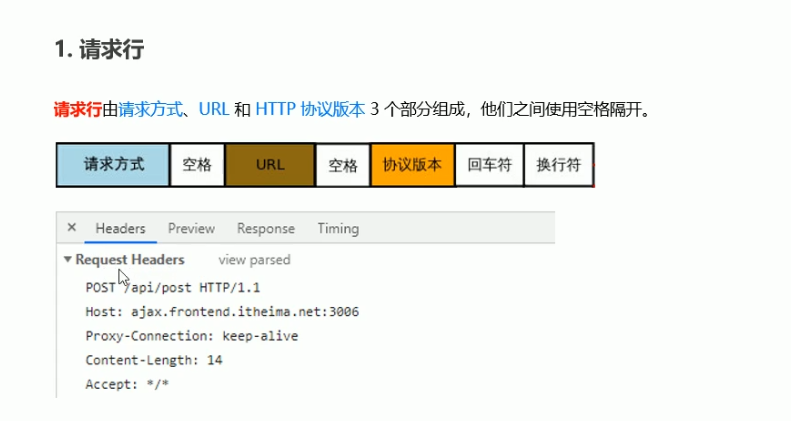 1. 请求行
请求行由请求方式、URL 和 HTTP 协议版本 3 个部分组成，他们之间使用空格隔开。
请求方式 空格 URL 空格 协议版本 回车符 换行符
× Headers Preview Response Timing
▼ Request Headers view parsed
POST /api/post HTTP/1.1
Host: ajax.frontend.itheima.net:3006
Proxy-Connection: keep-alive
Content-Length: 14
Accept: */*